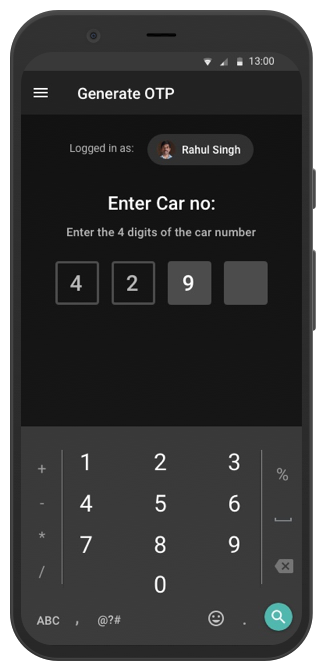 13:00
Generate OTP
Logged in as: Rahul Singh
Enter Car no:
Enter the 4 digits of the car number
4 2 9
+ 1 2 3 %
- 4 5 6
* 7 8 9
/ 0
ABC , @?# .